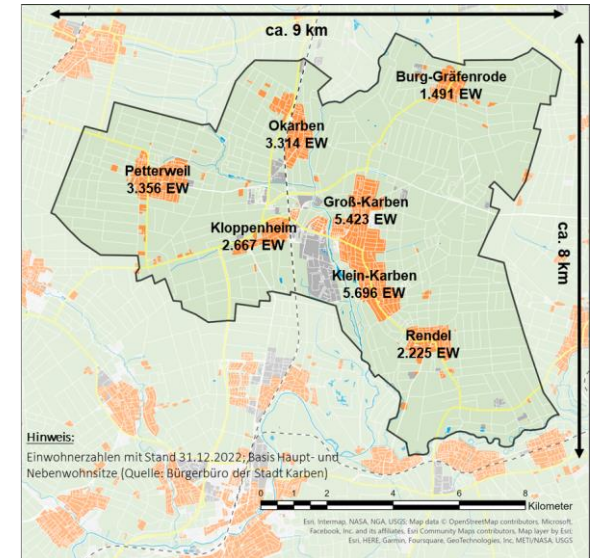 ca. 9 km
Burg-Gräfenrode
1.491 EW
Okarben
3.314 EW
Petterweil
3.356 EW
Groß-Karben
5.423 EW
Kloppenheim
2.667 EW
ca. 8 km
Klein-Karben
5.696 EW
Rendel
2.225 EW
Hinweis:
Einwohnerzahlen mit Stand 31.12.2022; Basis Haupt- und
Nebenwohnsitze (Quelle: Bürgerbüro der Stadt Karben)
0 1 2 4 6 8
Kilometer
Esri, Intermap, NASA, NGA, USGS; Map data © OpenStreetMap contributors, Microsoft,
Facebook, Inc. and its affiliates, Esri Community Maps contributors, Map layer by Esri;
Esri, HERE, Garmin, Foursquare, GeoTechnologies, Inc, METI/NASA, USGS